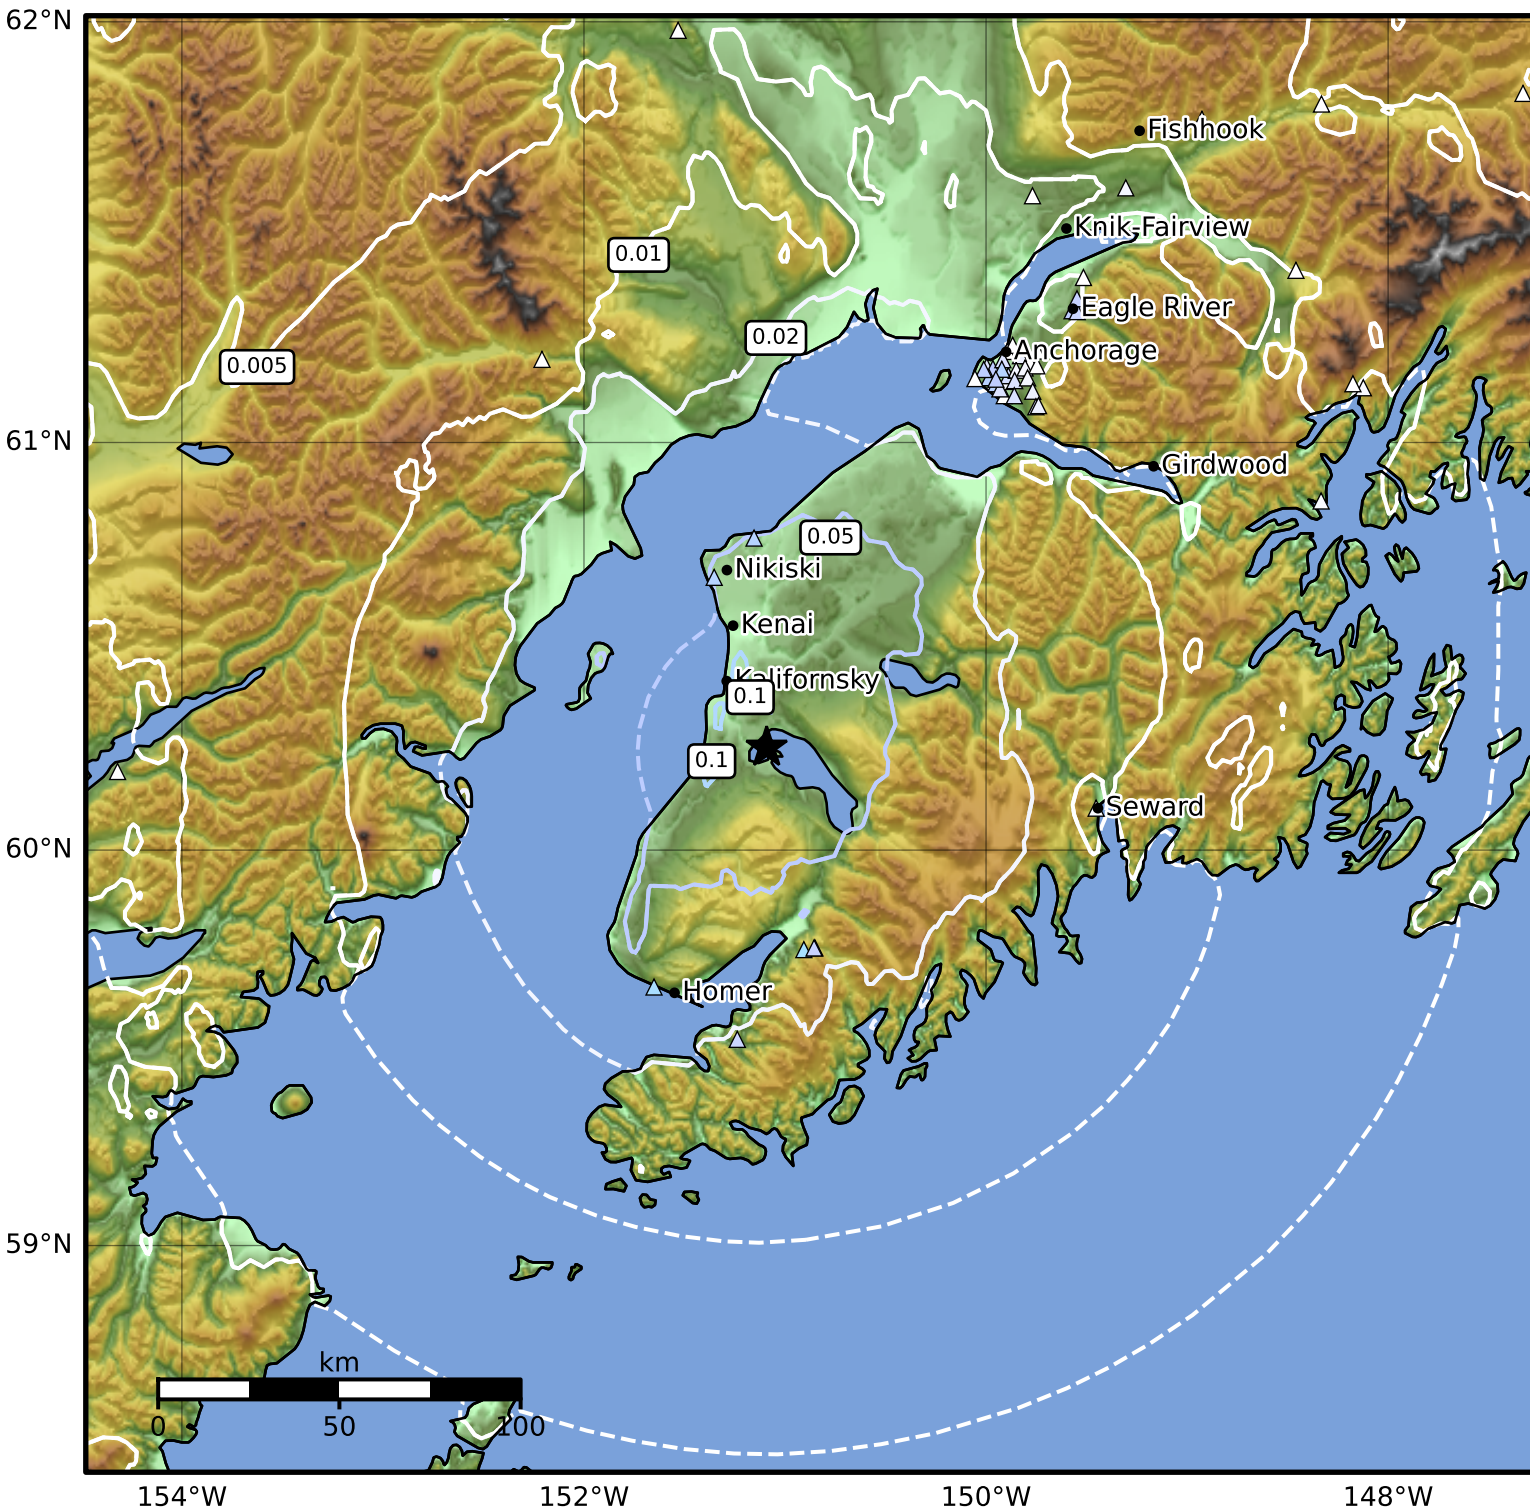 62°N
Fishhook
Knik-Fairview
0.01
Eagle River
0.02
Anchorage
0.005
61°N
Girdwood
0.05
Nikiski
Kenai
Kalifornsky
0.1
0.1
Seward
60°N
Homer
59°N
km
0 50 100
154°W 152°W 150°W 148°W